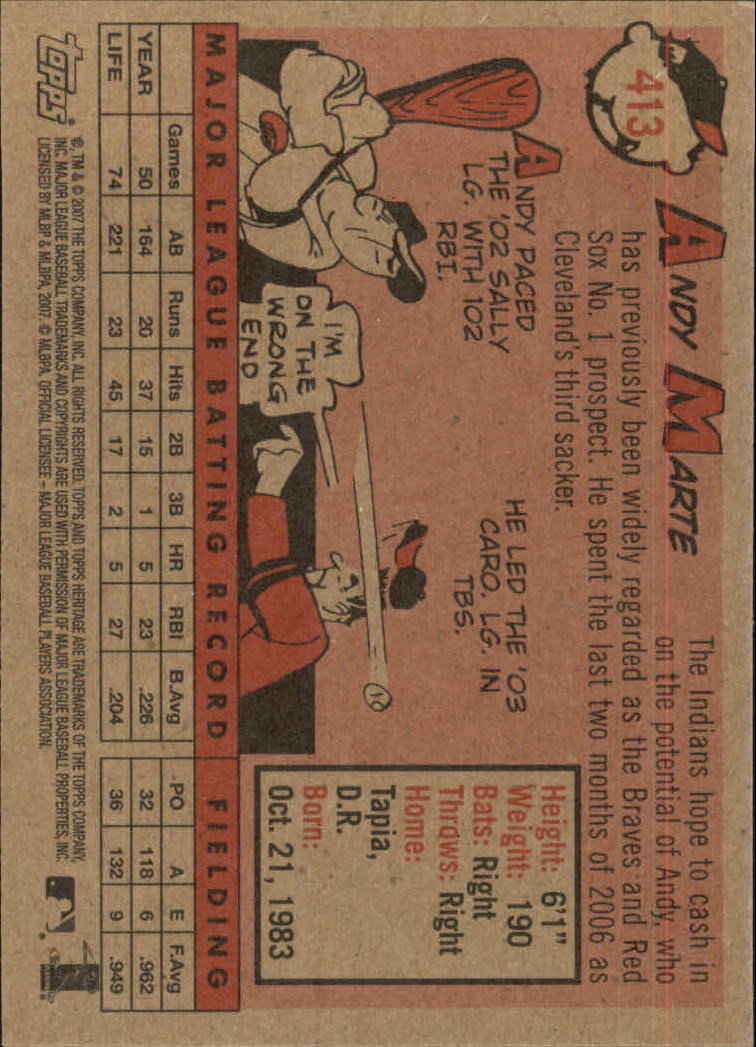 413
ANDY MARTE
The Indians hope to cash in
on the potential of Andy, who
has previously been widely regarded as the Braves and Red
Sox No. 1 prospect. He spent the last two months of 2006 as
Cleveland's third sacker.
ANDY PACED
THE '02 SALLY
LG. WITH 102
RBI.
HE LED THE '03
CARO. LG. IN
TBS.
I'M
ON THE
WRONG
END
Height: 6'1"
Weight: 190
Bats: Right
Throws: Right
Home:
Tapia,
D.R.
Born:
Oct. 21, 1983
MAJOR LEAGUE BATTING RECORD FIELDING
Games AB Runs Hits 2B 3B HR RBI B.Avg PO A E F.Avg
YEAR 50 164 20 37 15 1 5 23 .226 32 118 6 .962
LIFE 74 221 23 45 17 2 5 27 .204 36 132 9 .949
topps®
®, TM & © 2007 THE TOPPS COMPANY, INC. ALL RIGHTS RESERVED. TOPPS AND TOPPS HERITAGE ARE TRADEMARKS OF THE TOPPS COMPANY,
INC. MAJOR LEAGUE BASEBALL TRADEMARKS AND COPYRIGHTS ARE USED WITH PERMISSION OF MAJOR LEAGUE BASEBALL PROPERTIES, INC.
LICENSED BY MLBP & MLBPA, 2007. © MLBPA. OFFICIAL LICENSEE – MAJOR LEAGUE BASEBALL PLAYERS ASSOCIATION.